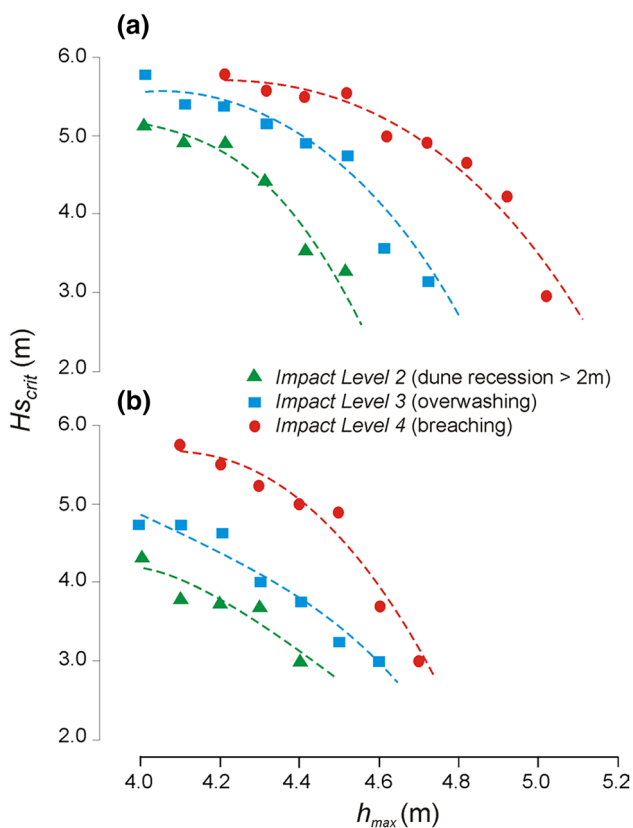 (a)
6.0
5.0
4.0
3.0
2.0
Hs_crit (m)
Impact Level 2 (dune recession > 2m)
Impact Level 3 (overwashing)
Impact Level 4 (breaching)
(b)
6.0
5.0
4.0
3.0
2.0
4.0 4.2 4.4 4.6 4.8 5.0 5.2
h_max (m)